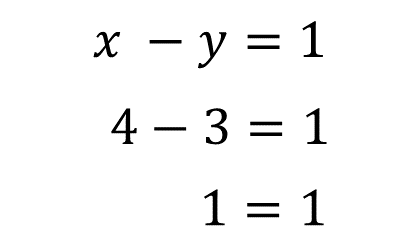 x − y = 1
4 − 3 = 1
1 = 1